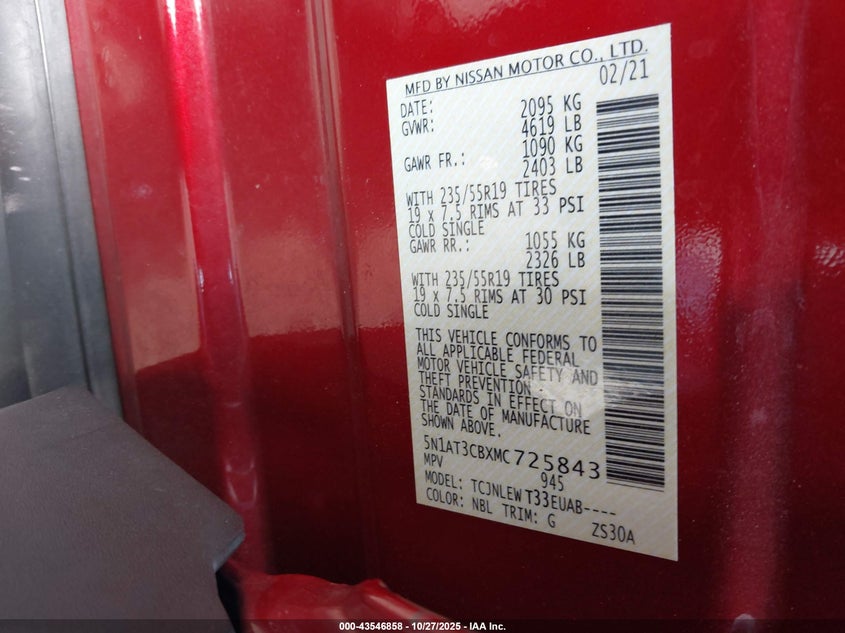 MFD BY NISSAN MOTOR CO., LTD.
DATE: 02/21
GVWR: 2095 KG
4619 LB
GAWR FR.: 1090 KG
2403 LB
WITH 235/55R19 TIRES
19 x 7.5 RIMS AT 33 PSI
COLD SINGLE
GAWR RR.: 1055 KG
2326 LB
WITH 235/55R19 TIRES
19 x 7.5 RIMS AT 30 PSI
COLD SINGLE
THIS VEHICLE CONFORMS TO
ALL APPLICABLE FEDERAL
MOTOR VEHICLE SAFETY AND
THEFT PREVENTION
STANDARDS IN EFFECT ON
THE DATE OF MANUFACTURE
SHOWN ABOVE.
5N1AT3CBXMC725843
MPV 945
MODEL: TCJNLEW T33EUAB----
COLOR: NBL TRIM: G ZS30A
000-43546858 - 10/27/2025 - IAA Inc.